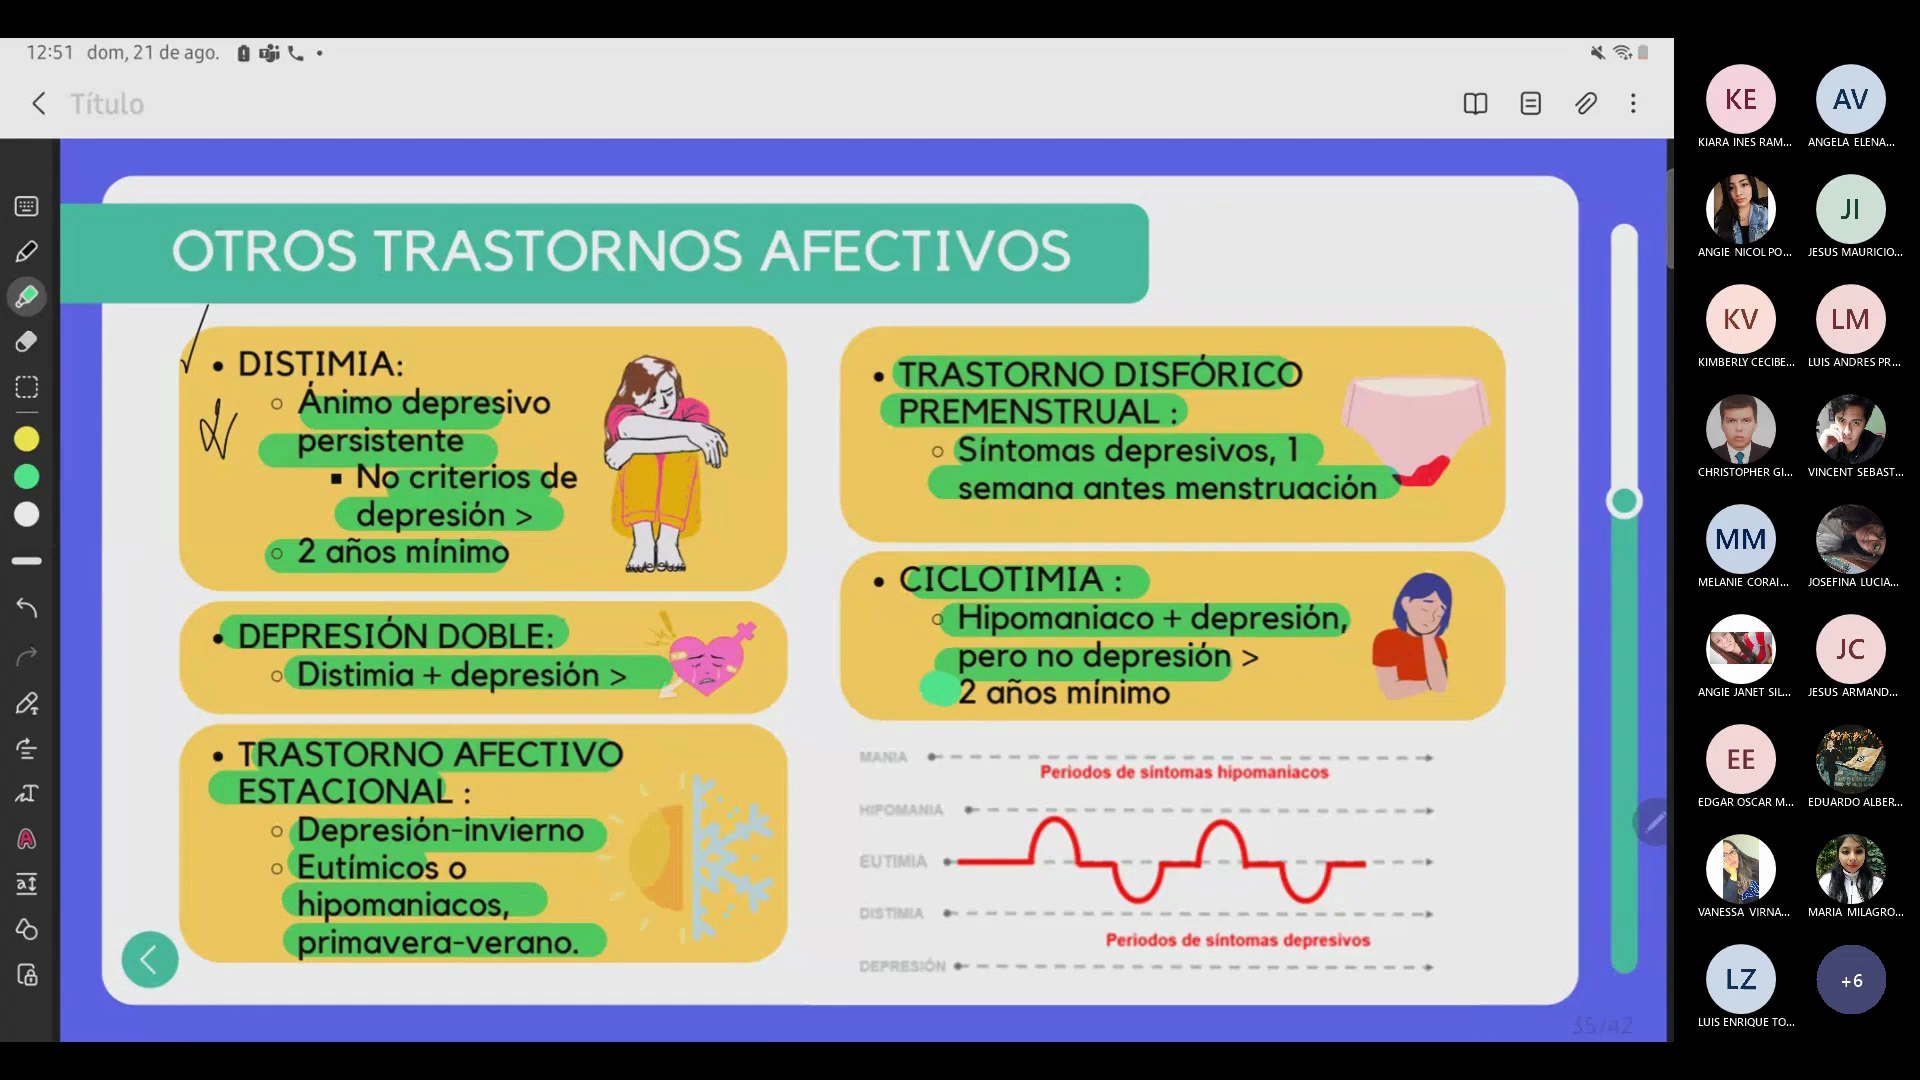 12:51 dom, 21 de ago.
Título
OTROS TRASTORNOS AFECTIVOS
• DISTIMIA:
○ Ánimo depresivo
persistente
▪ No criterios de
depresión >
○ 2 años mínimo
• DEPRESIÓN DOBLE:
○ Distimia + depresión >
• TRASTORNO AFECTIVO
ESTACIONAL :
○ Depresión-invierno
○ Eutímicos o
hipomaniacos,
primavera-verano.
• TRASTORNO DISFÓRICO
PREMENSTRUAL :
○ Síntomas depresivos, 1
semana antes menstruación
• CICLOTIMIA :
○ Hipomaniaco + depresión,
pero no depresión >
2 años mínimo
MANIA
Periodos de síntomas hipomaniacos
HIPOMANIA
EUTIMIA
DISTIMIA
Periodos de síntomas depresivos
DEPRESIÓN
35/42
KE
KIARA INES RAM...
AV
ANGELA ELENA...
ANGIE NICOL PO...
JI
JESUS MAURICIO...
KV
KIMBERLY CECIBE...
LM
LUIS ANDRES PR...
CHRISTOPHER GI...
VINCENT SEBAST...
MM
MELANIE CORAI...
JOSEFINA LUCIA...
ANGIE JANET SIL...
JC
JESUS ARMAND...
EE
EDGAR OSCAR M...
EDUARDO ALBER...
VANESSA VIRNA...
MARIA MILAGRO...
LZ
LUIS ENRIQUE TO...
+6